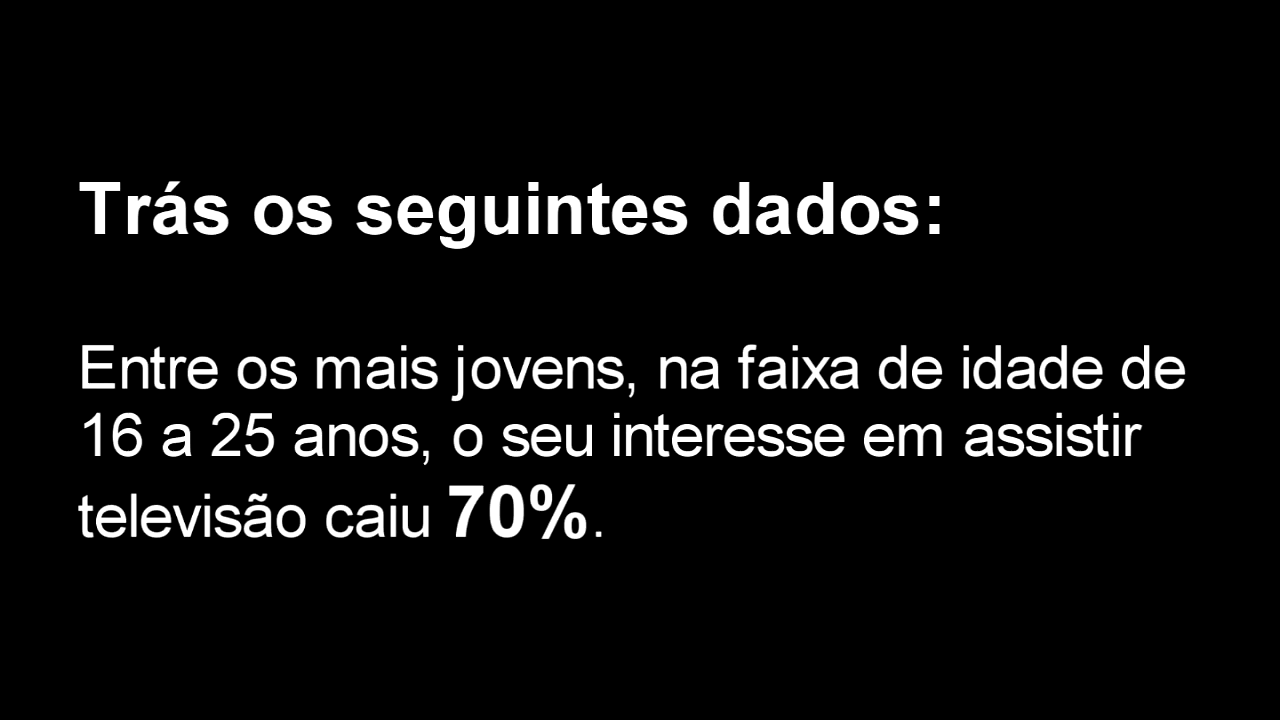 Trás os seguintes dados:
Entre os mais jovens, na faixa de idade de
16 a 25 anos, o seu interesse em assistir
televisão caiu 70%.